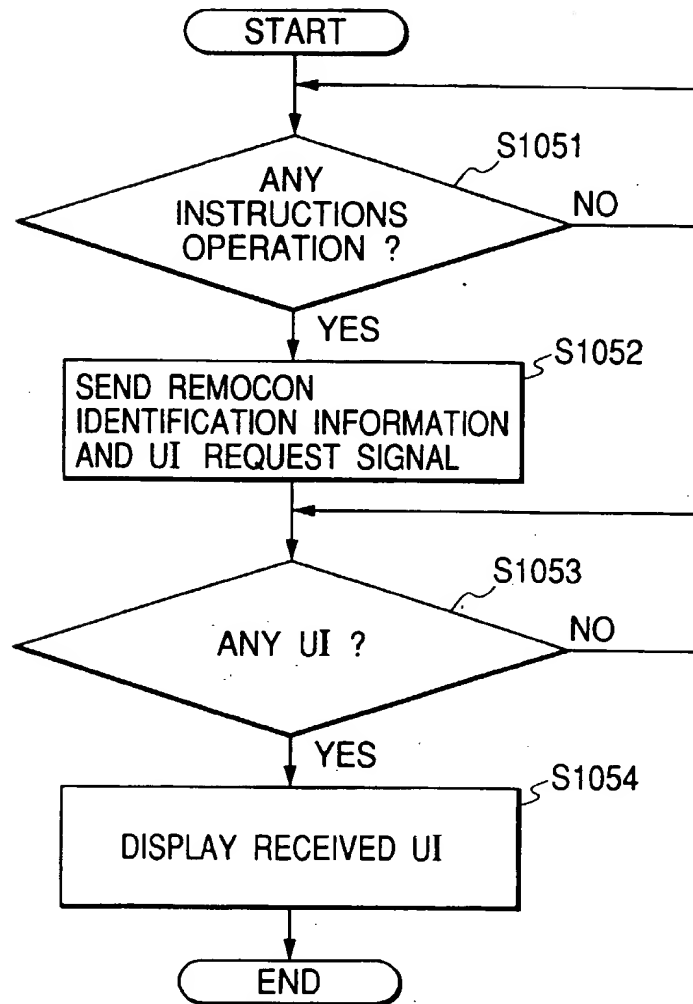 START
S1051
ANY
INSTRUCTIONS
OPERATION ?
NO
YES
S1052
SEND REMOCON
IDENTIFICATION INFORMATION
AND UI REQUEST SIGNAL
S1053
ANY UI ?
NO
YES
S1054
DISPLAY RECEIVED UI
END